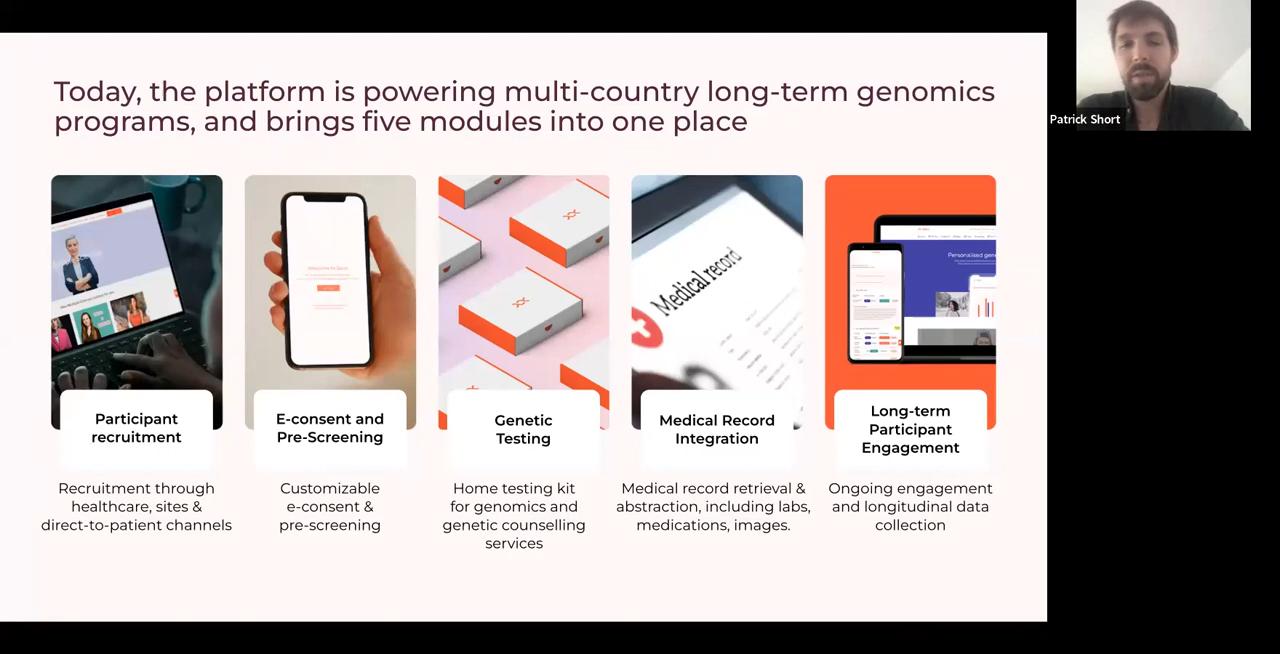 Today, the platform is powering multi-country long-term genomics
programs, and brings five modules into one place
Patrick Short
Medical record
Personalised gen
Participant
recruitment
E-consent and
Pre-Screening
Genetic
Testing
Medical Record
Integration
Long-term
Participant
Engagement
Recruitment through
healthcare, sites &
direct-to-patient channels
Customizable
e-consent &
pre-screening
Home testing kit
for genomics and
genetic counselling
services
Medical record retrieval &
abstraction, including labs,
medications, images.
Ongoing engagement
and longitudinal data
collection